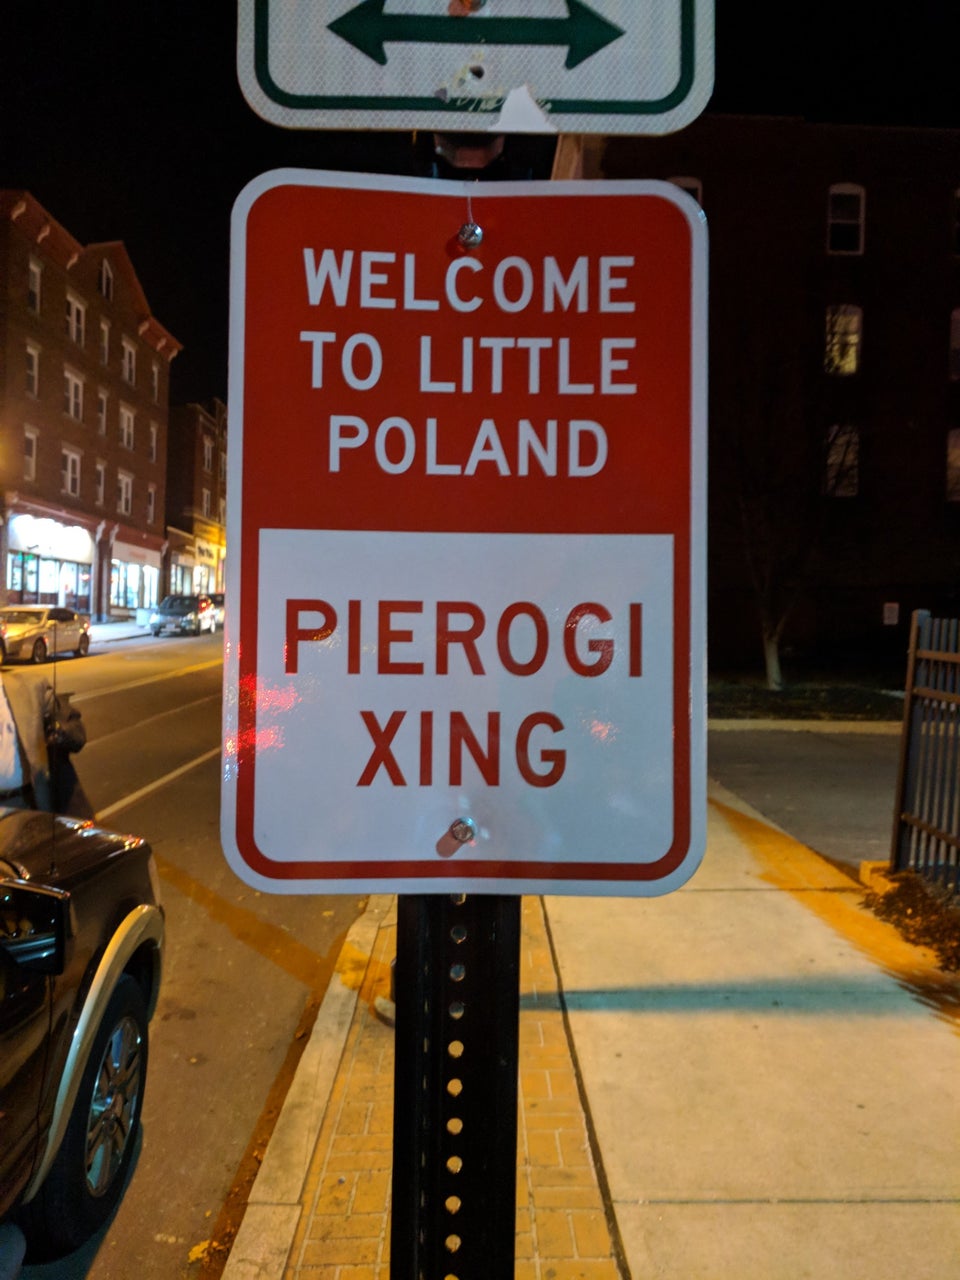 WELCOME
TO LITTLE
POLAND
PIEROGI
XING